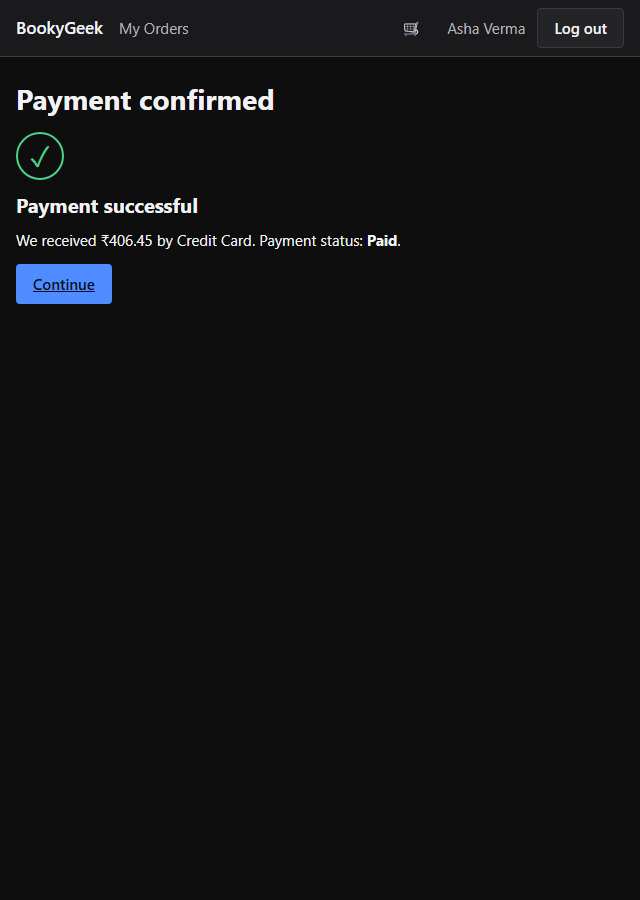 BookyGeek My Orders Asha Verma Log out
Payment confirmed
Payment successful
We received ₹406.45 by Credit Card. Payment status: Paid.
Continue